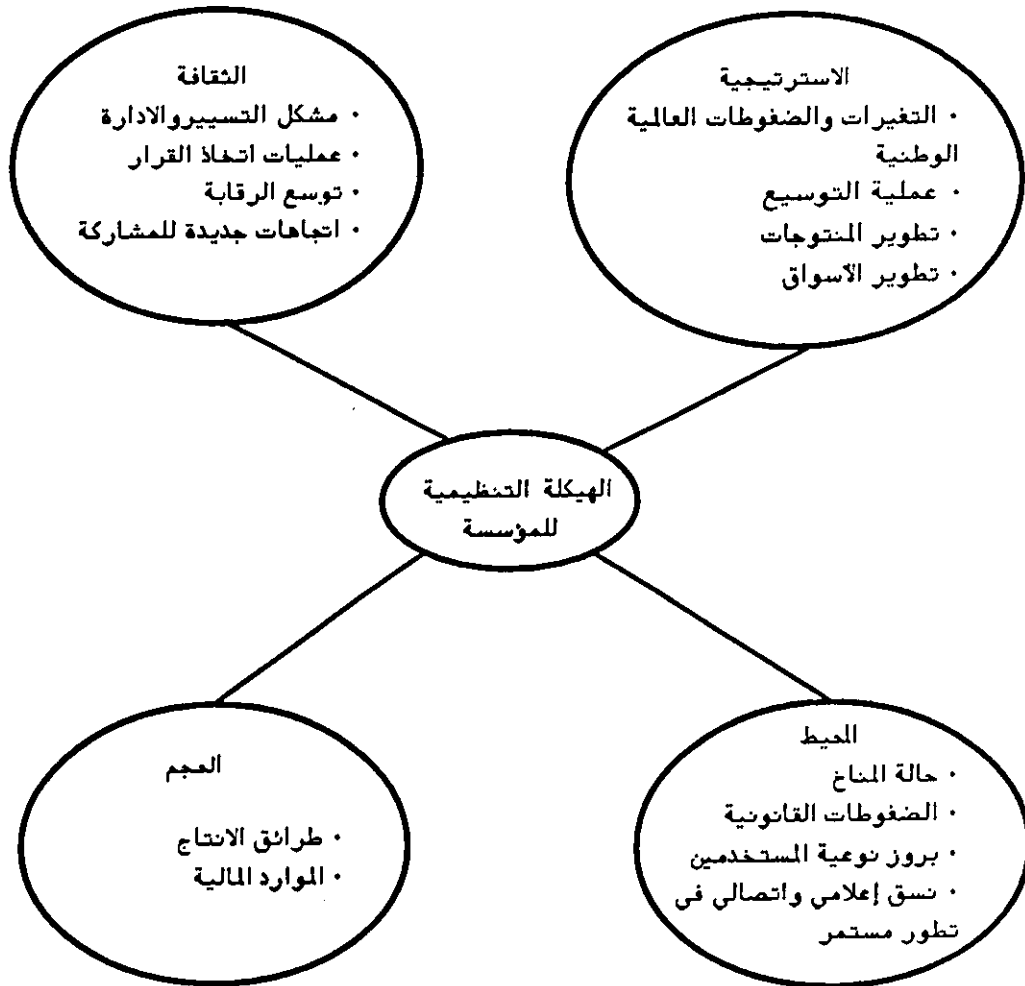 الاسترتيجية
• التغيرات والضغوطات العالمية
الوطنية
• عملية التوسيع
• تطوير المنتوجات
• تطوير الاسواق
الثقافة
• مشكل التسييروالادارة
• عمليات اتخاذ القرار
• توسع الرقابة
• اتجاهات جديدة للمشاركة
الهيكلة التنظيمية
للمؤسسة
المحيط
• حالة المناخ
• الضغوطات القانونية
• بروز نوعية المستخدمين
• نسق إعلامي واتصالي في
تطور مستمر
الحجم
• طرائق الانتاج
• الموارد المالية